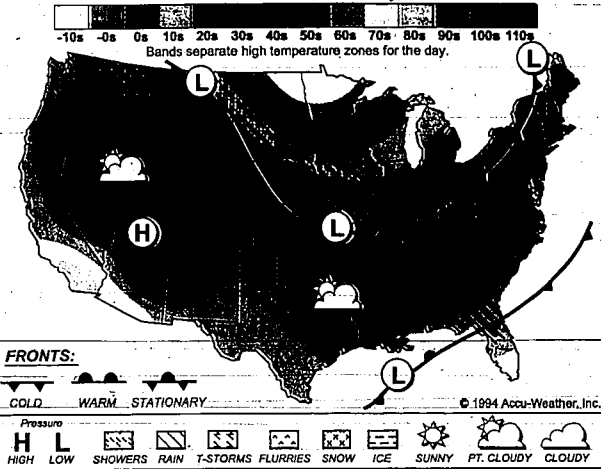 -10s -0s 0s 10s 20s 30s 40s 50s 60s 70s 80s 90s 100s 110s
Bands separate high temperature zones for the day.
L
L
H
L
L
FRONTS:
COLD WARM STATIONARY
© 1994 Accu-Weather, Inc.
Pressure
H L
HIGH LOW SHOWERS RAIN T-STORMS FLURRIES SNOW ICE SUNNY PT. CLOUDY CLOUDY